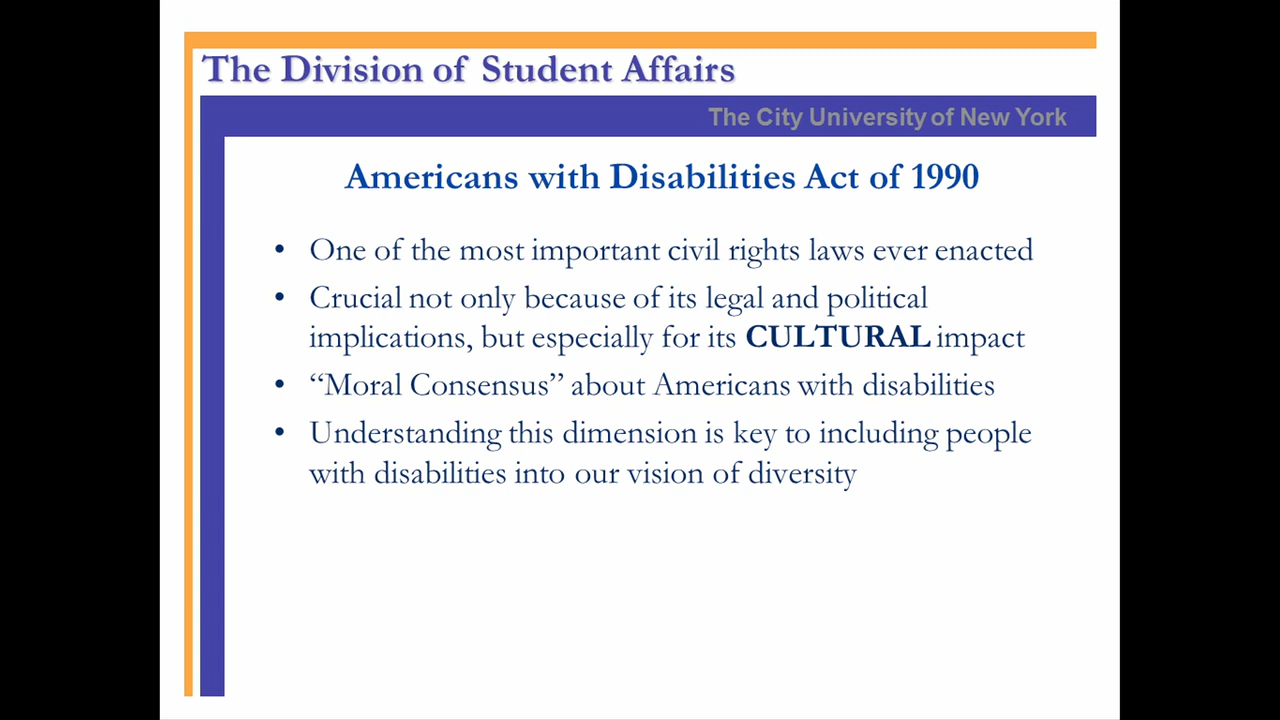 The Division of Student Affairs
The City University of New York
Americans with Disabilities Act of 1990
• One of the most important civil rights laws ever enacted
• Crucial not only because of its legal and political
implications, but especially for its CULTURAL impact
• “Moral Consensus” about Americans with disabilities
• Understanding this dimension is key to including people
with disabilities into our vision of diversity